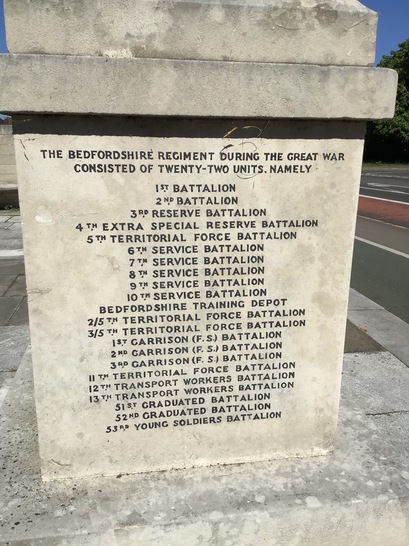 THE BEDFORDSHIRE REGIMENT DURING THE GREAT WAR
CONSISTED OF TWENTY-TWO UNITS. NAMELY
1ST BATTALION
2ND BATTALION
3RD RESERVE BATTALION
4TH EXTRA SPECIAL RESERVE BATTALION
5TH TERRITORIAL FORCE BATTALION
6TH SERVICE BATTALION
7TH SERVICE BATTALION
8TH SERVICE BATTALION
9TH SERVICE BATTALION
10TH SERVICE BATTALION
BEDFORDSHIRE TRAINING DEPOT
2/5TH TERRITORIAL FORCE BATTALION
3/5TH TERRITORIAL FORCE BATTALION
1ST GARRISON (F.S.) BATTALION
2ND GARRISON (F.S.) BATTALION
3RD GARRISON (F.S.) BATTALION
11TH TERRITORIAL FORCE BATTALION
12TH TRANSPORT WORKERS BATTALION
13TH TRANSPORT WORKERS BATTALION
51ST GRADUATED BATTALION
52ND GRADUATED BATTALION
53RD YOUNG SOLDIERS BATTALION